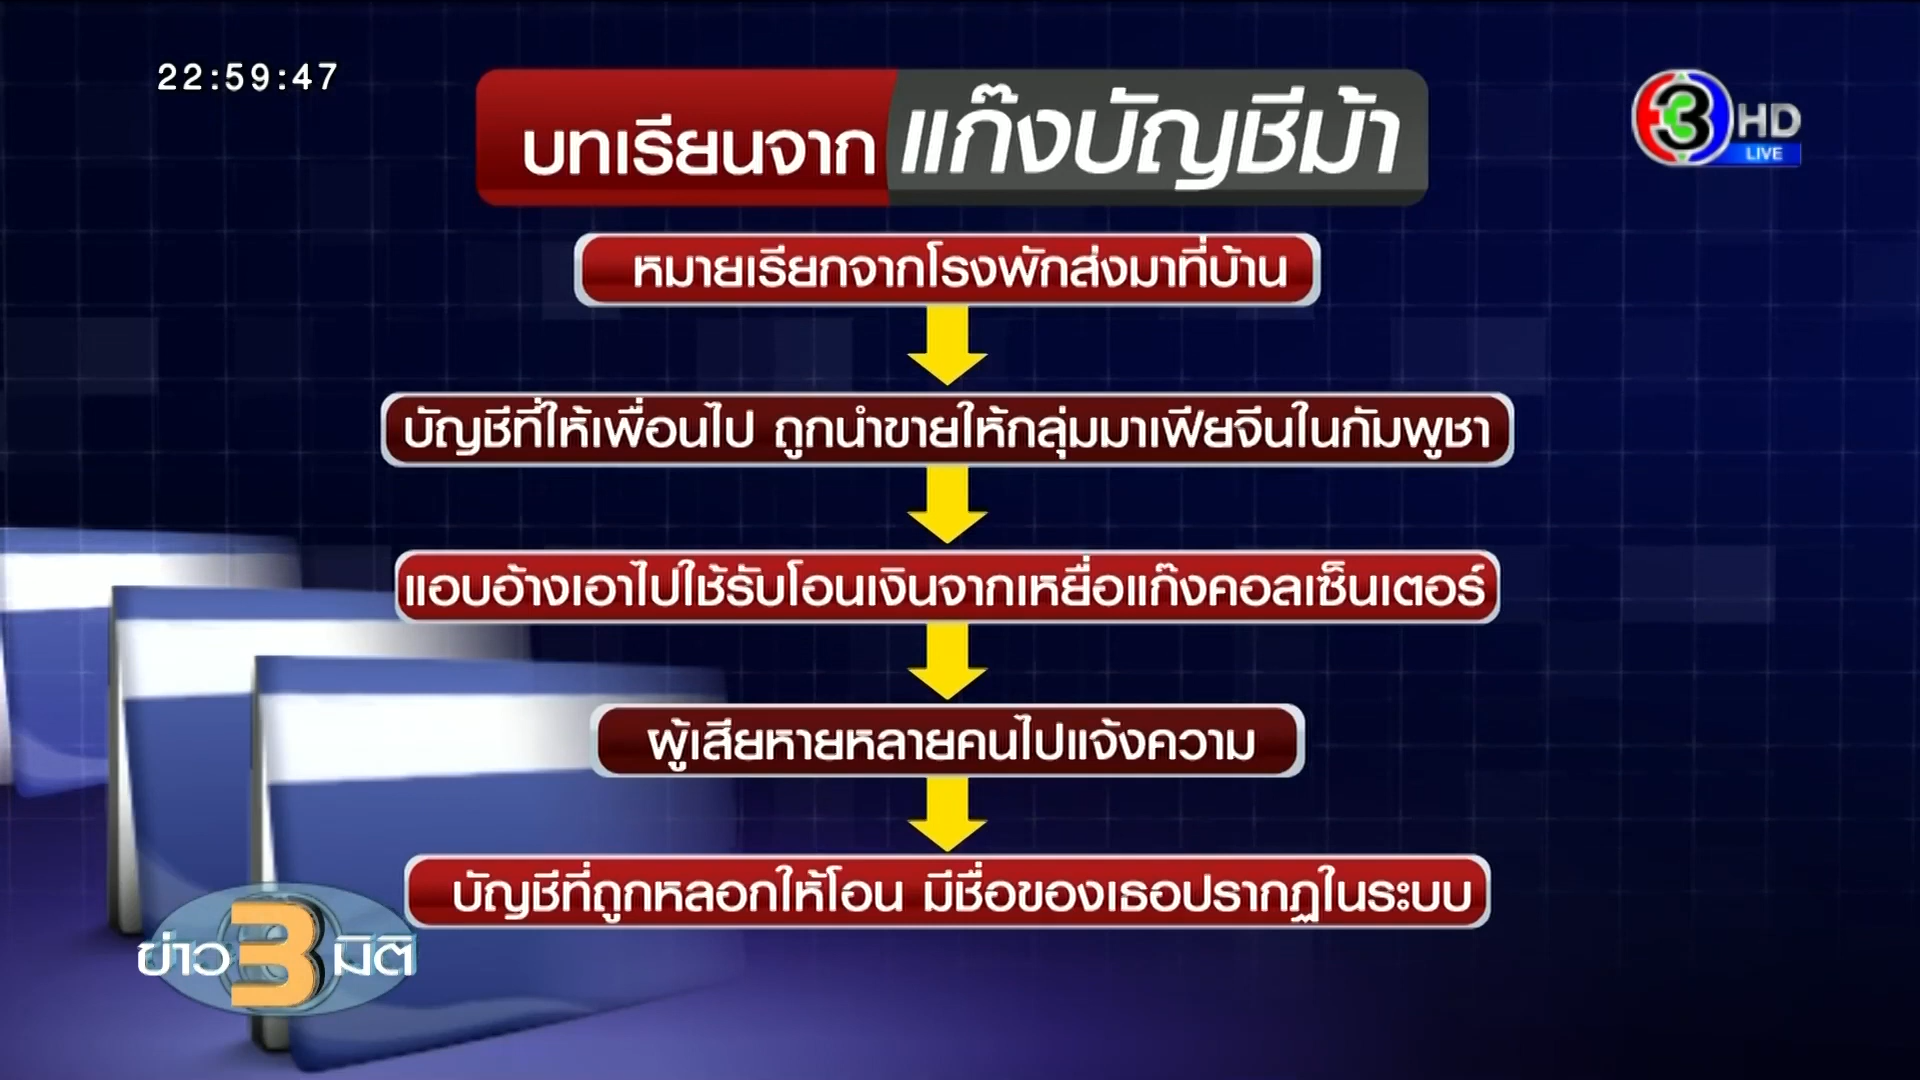 22:59:47
บทเรียนจาก แก๊งบัญชีม้า
3 HD
LIVE
หมายเรียกจากโรงพักส่งมาที่บ้าน
บัญชีที่ให้เพื่อนไป ถูกนำขายให้กลุ่มมาเฟียจีนในกัมพูชา
แอบอ้างเอาไปใช้รับโอนเงินจากเหยื่อแก๊งคอลเซ็นเตอร์
ผู้เสียหายหลายคนไปแจ้งความ
บัญชีที่ถูกหลอกให้โอน มีชื่อของเธอปรากฏในระบบ
ข่าว 3 มิติ